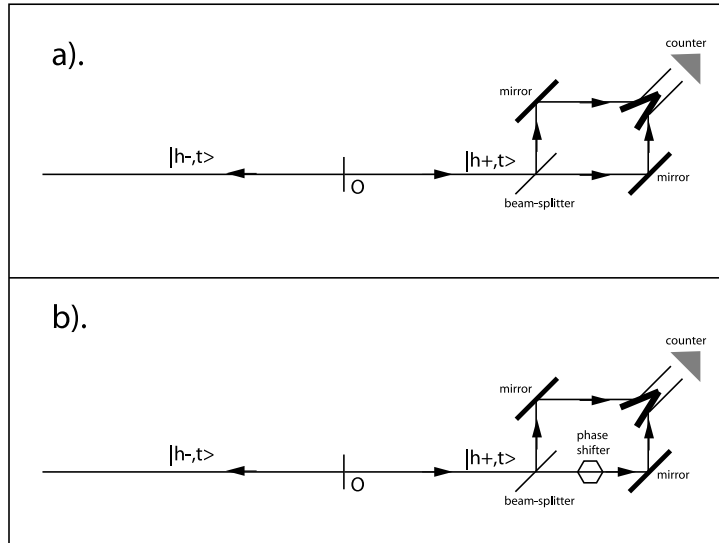 a).
counter
mirror
|h-,t>
|h+,t>
O
beam-splitter
mirror
b).
counter
mirror
phase
shifter
|h-,t>
|h+,t>
O
beam-splitter
mirror